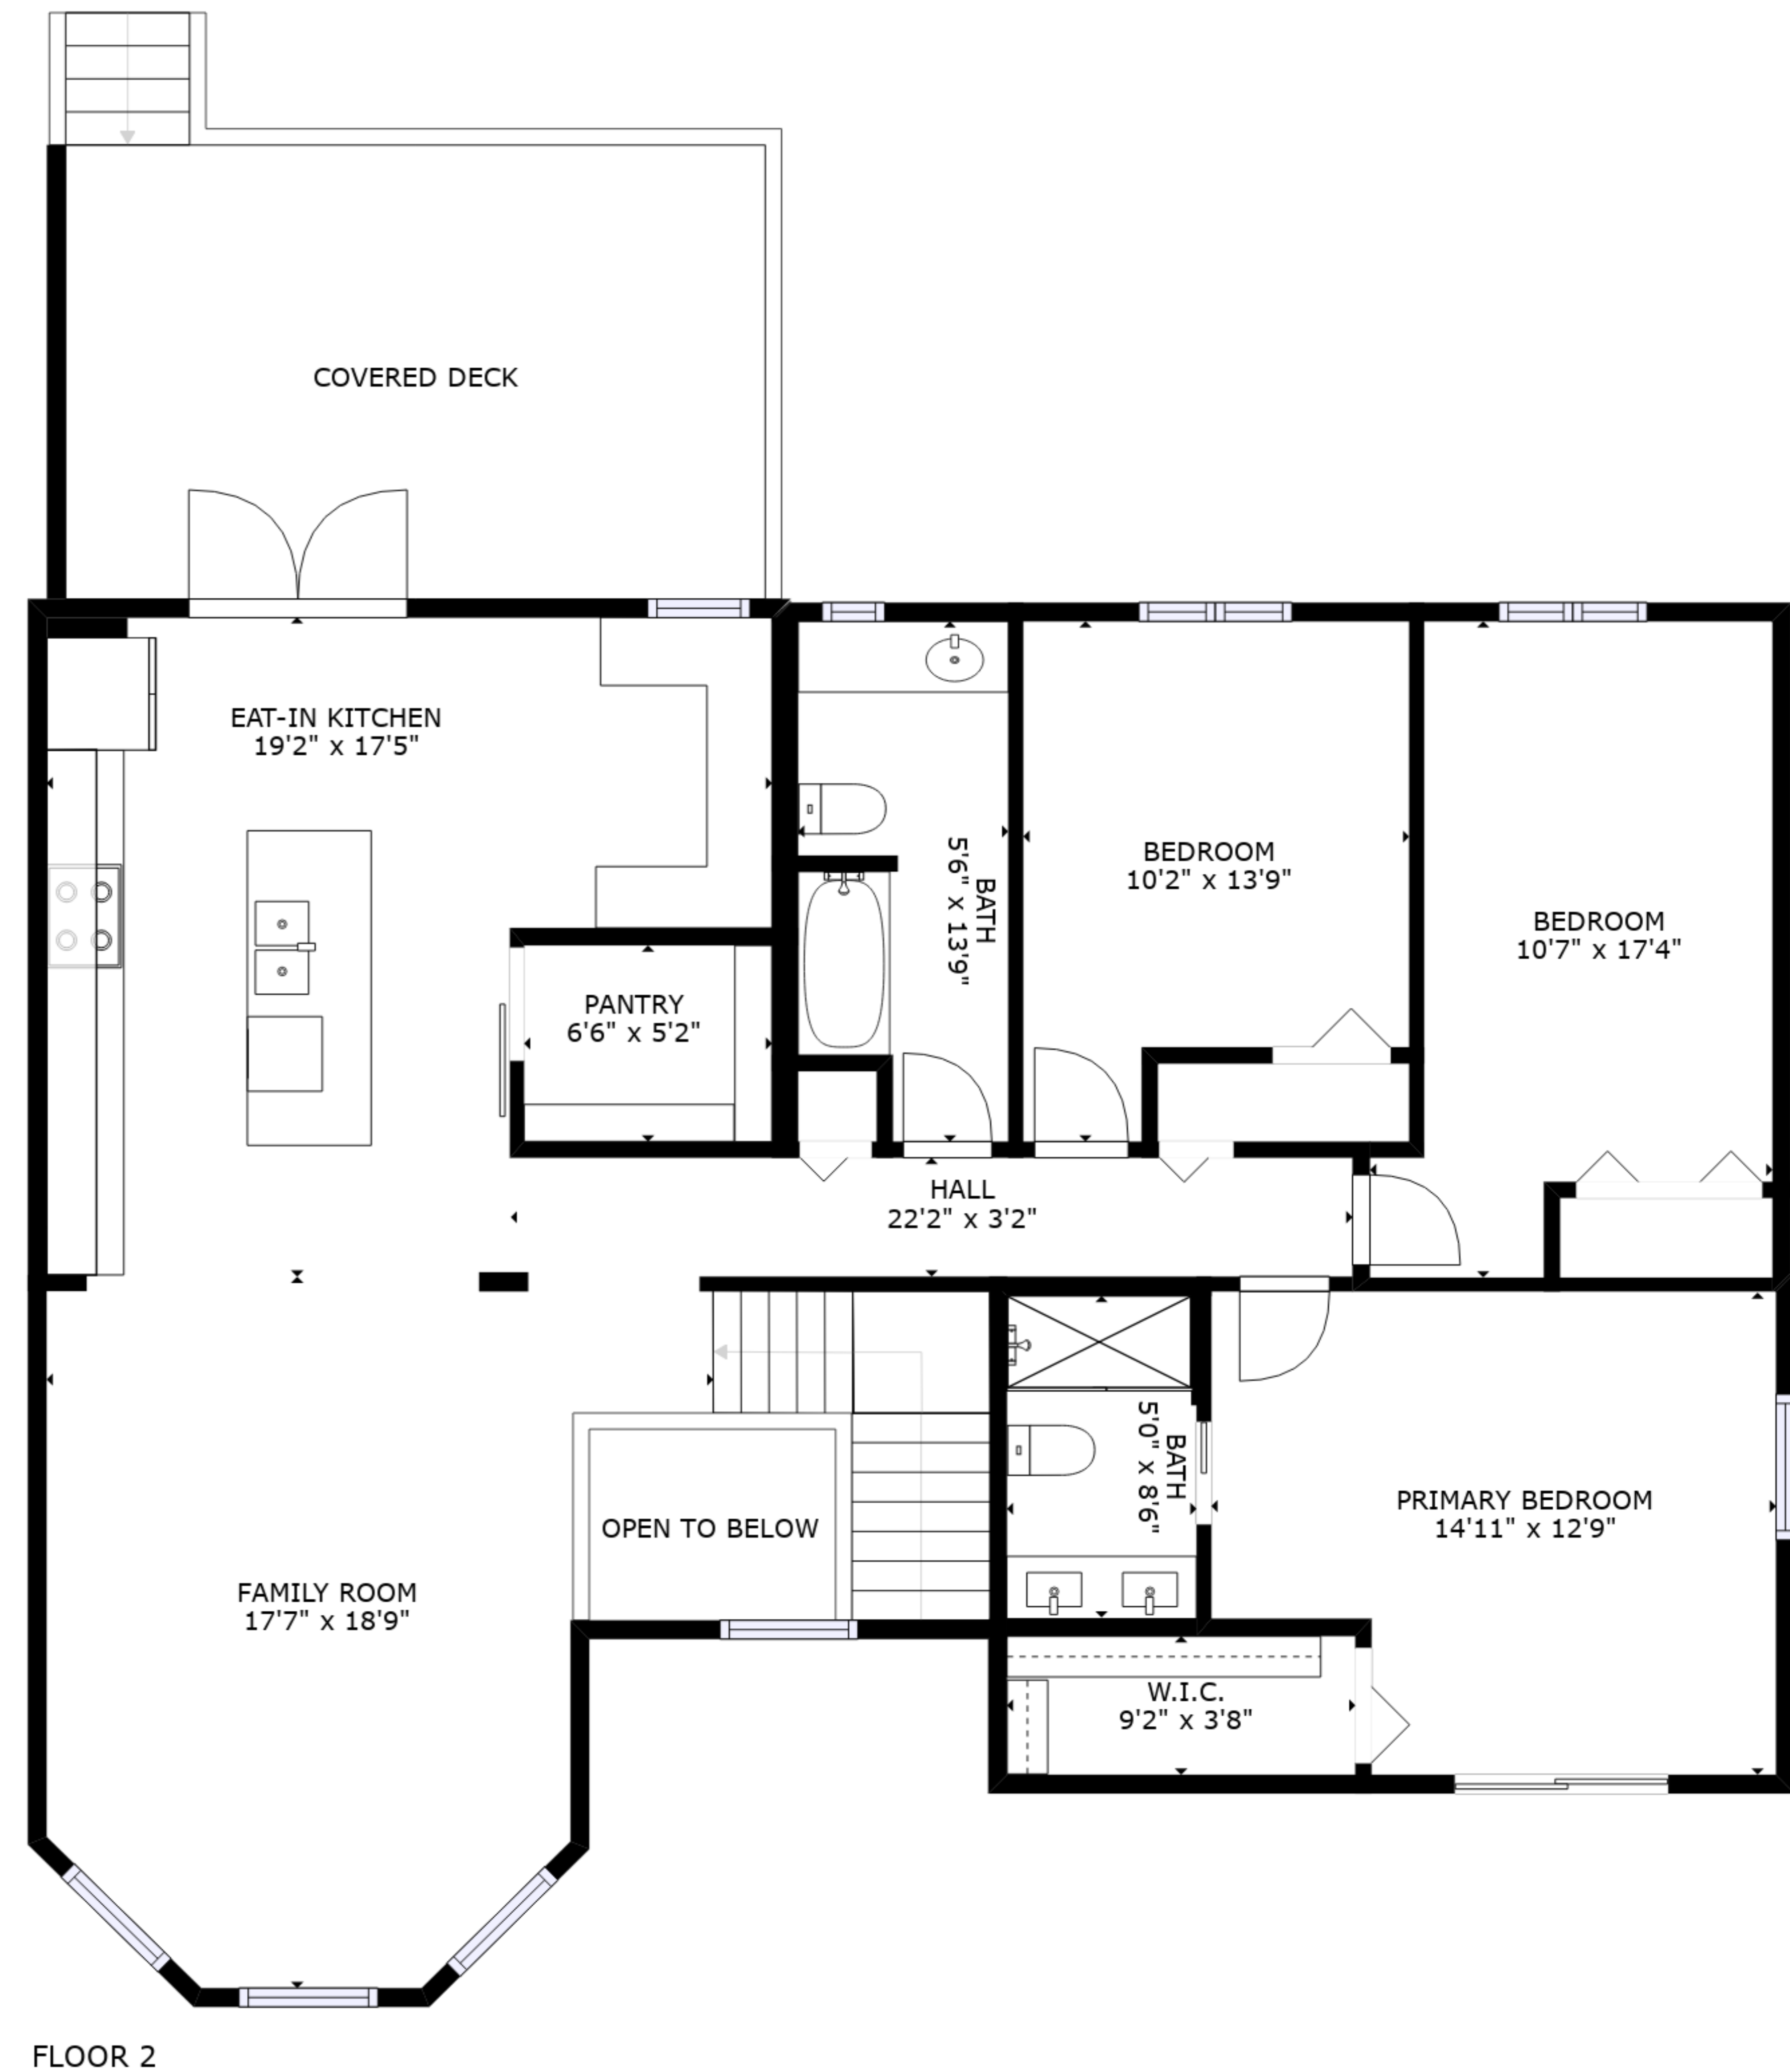 COVERED DECK
EAT-IN KITCHEN
19'2" x 17'5"
BATH
5'6" x 13'9"
BEDROOM
10'2" x 13'9"
BEDROOM
10'7" x 17'4"
PANTRY
6'6" x 5'2"
HALL
22'2" x 3'2"
BATH
5'0" x 8'6"
PRIMARY BEDROOM
14'11" x 12'9"
OPEN TO BELOW
FAMILY ROOM
17'7" x 18'9"
W.I.C.
9'2" x 3'8"
FLOOR 2